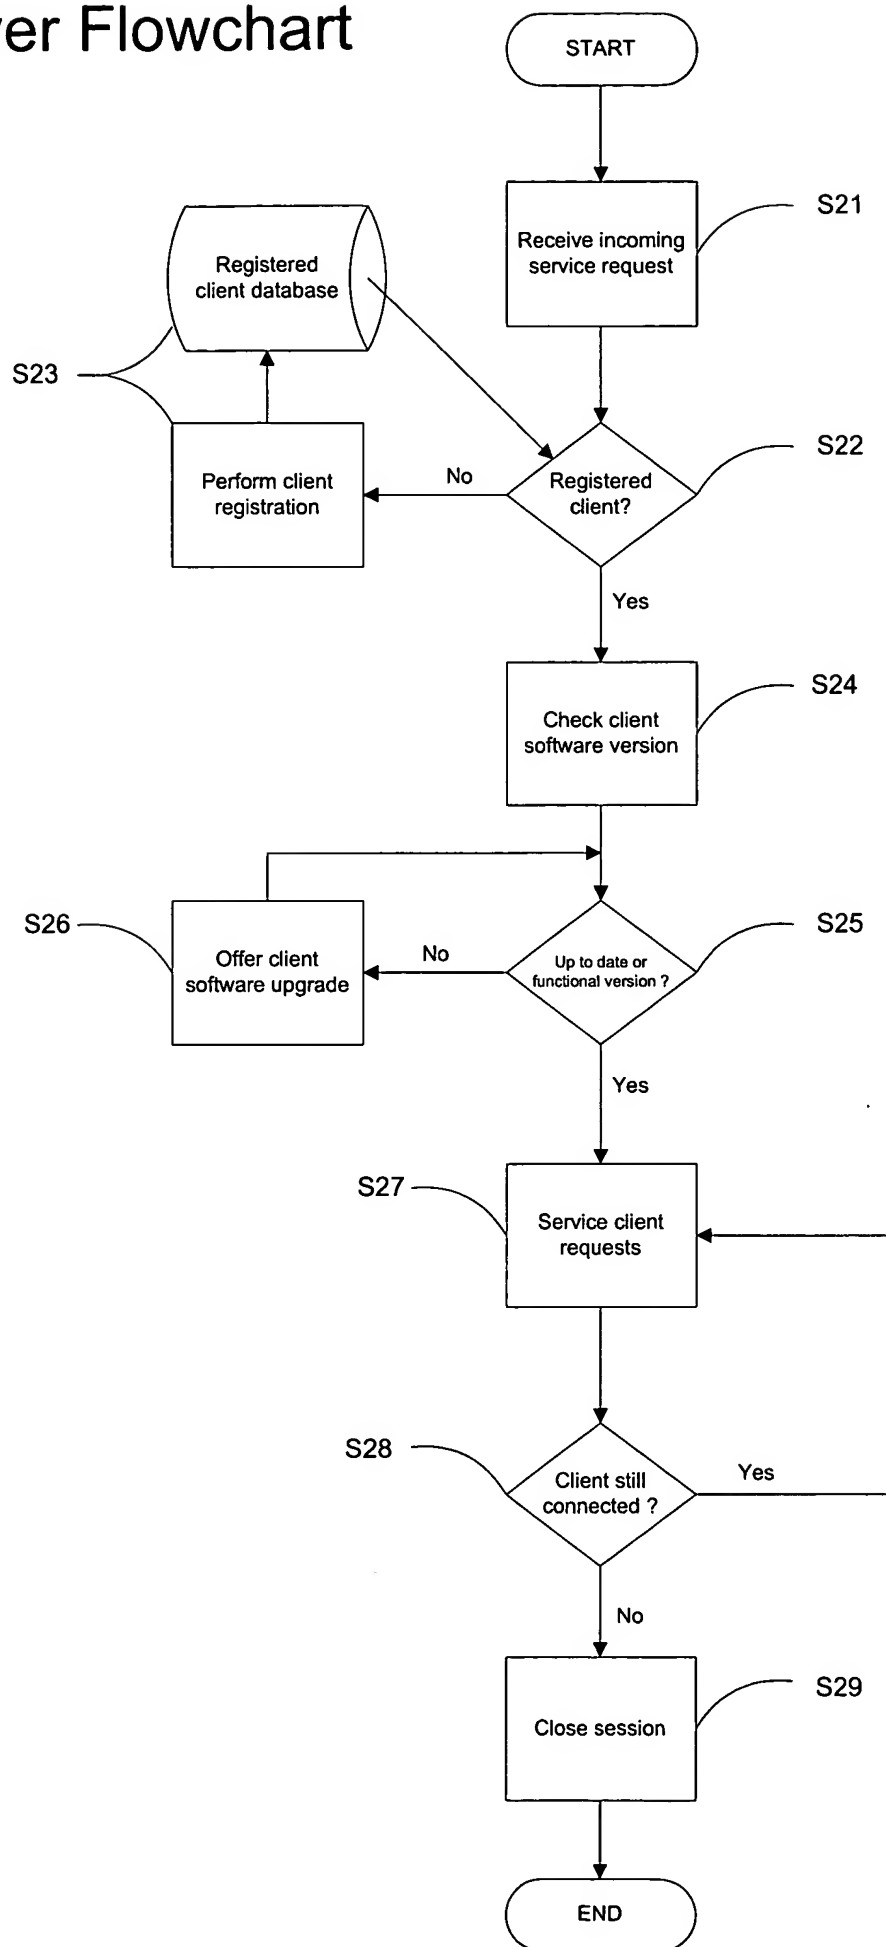 ver Flowchart
START
S21
Receive incoming
service request
Registered
client database
S23
S22
Perform client
registration
No
Registered
client?
Yes
S24
Check client
software version
S26
S25
Offer client
software upgrade
No
Up to date or
functional version ?
Yes
S27
Service client
requests
S28
Client still
connected ?
Yes
No
S29
Close session
END